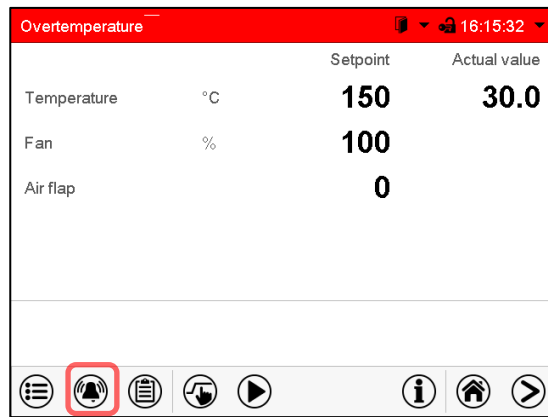 Overtemperature 16:15:32
Setpoint Actual value
Temperature °C 150 30.0
Fan % 100
Air flap 0